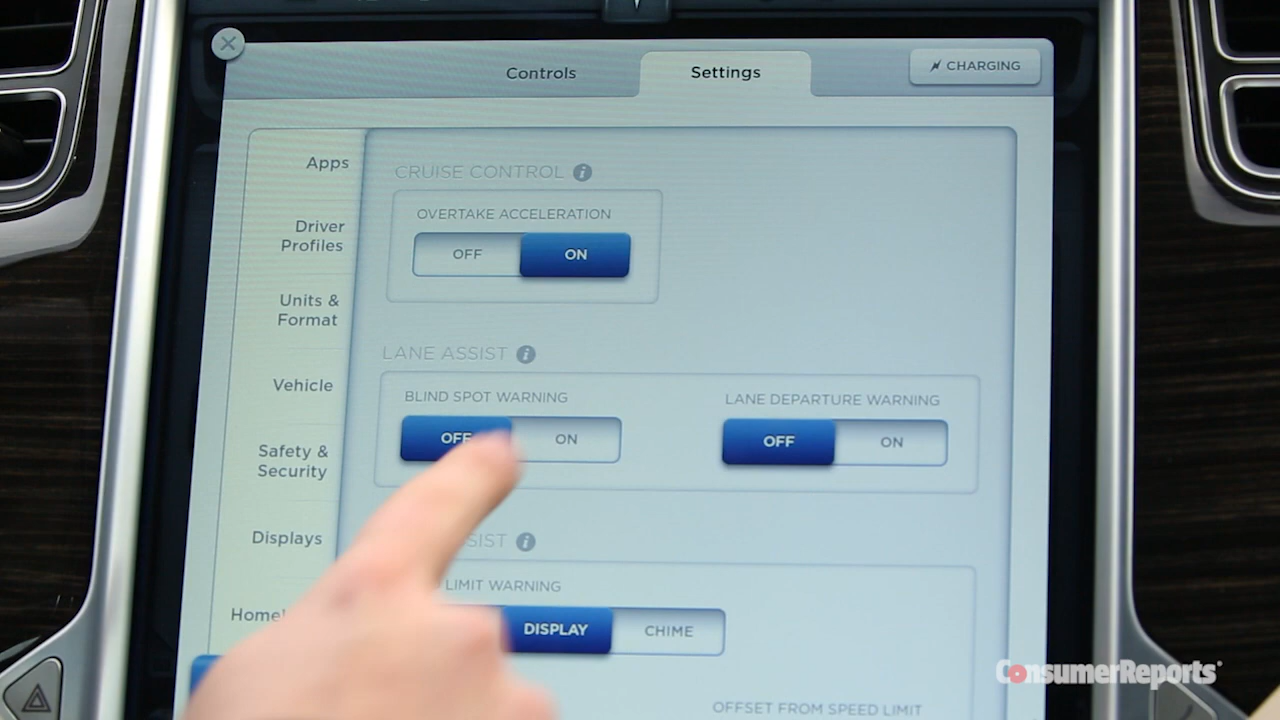 Controls
Settings
CHARGING
Apps
Driver
Profiles
Units &
Format
Vehicle
Safety &
Security
Displays
CRUISE CONTROL
OVERTAKE ACCELERATION
OFF ON
LANE ASSIST
BLIND SPOT WARNING
OFF ON
LANE DEPARTURE WARNING
OFF ON
LIMIT WARNING
DISPLAY CHIME
OFFSET FROM SPEED LIMIT
ConsumerReports